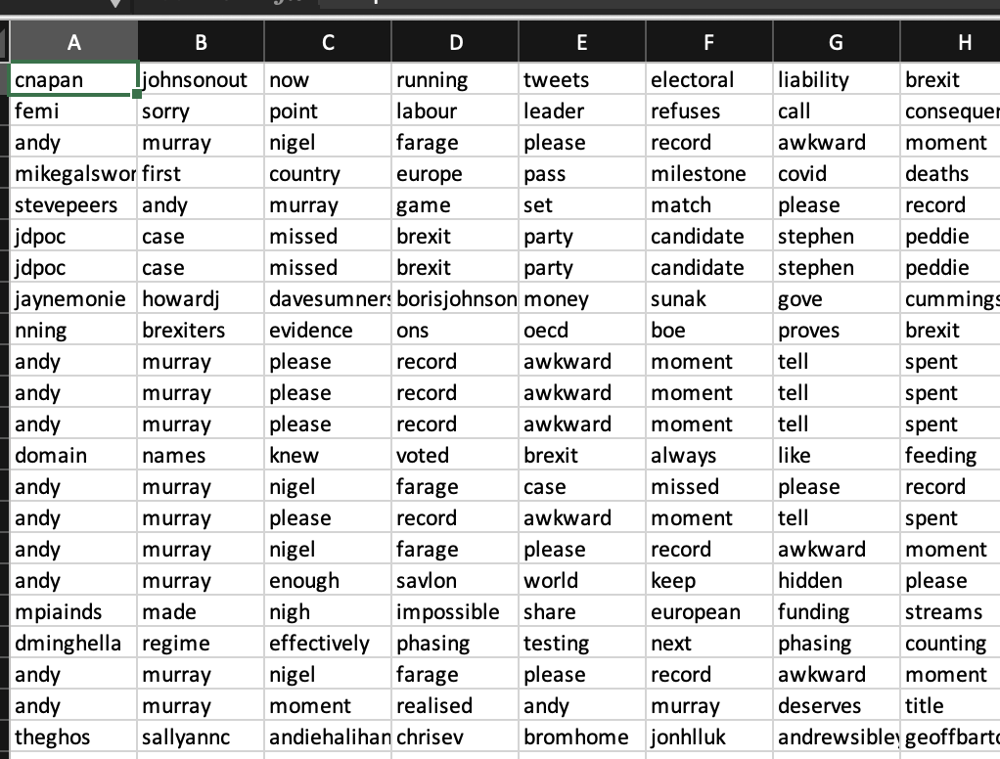 A B C D E F G H
cnapan johnsonout now running tweets electoral liability brexit
femi sorry point labour leader refuses call
andy murray nigel farage please record awkward moment
first country europe pass milestone covid deaths
stevepeers andy murray game set match please record
jdpoc case missed brexit party candidate stephen peddie
jdpoc case missed brexit party candidate stephen peddie
jaynemonie howardj davesumners borisjohnson money sunak gove cummings
nning brexiters evidence ons oecd boe proves brexit
andy murray please record awkward moment tell spent
andy murray please record awkward moment tell spent
andy murray please record awkward moment tell spent
domain names knew voted brexit always like feeding
andy murray nigel farage case missed please record
andy murray please record awkward moment tell spent
andy murray nigel farage please record awkward moment
andy murray enough savlon world keep hidden please
mpiainds made nigh impossible share european funding streams
dminghella regime effectively phasing testing next phasing counting
andy murray nigel farage please record awkward moment
andy murray moment realised andy murray deserves title
theghos sallyannc andiehalihan chrisev bromhome jonhlluk andrewsibley